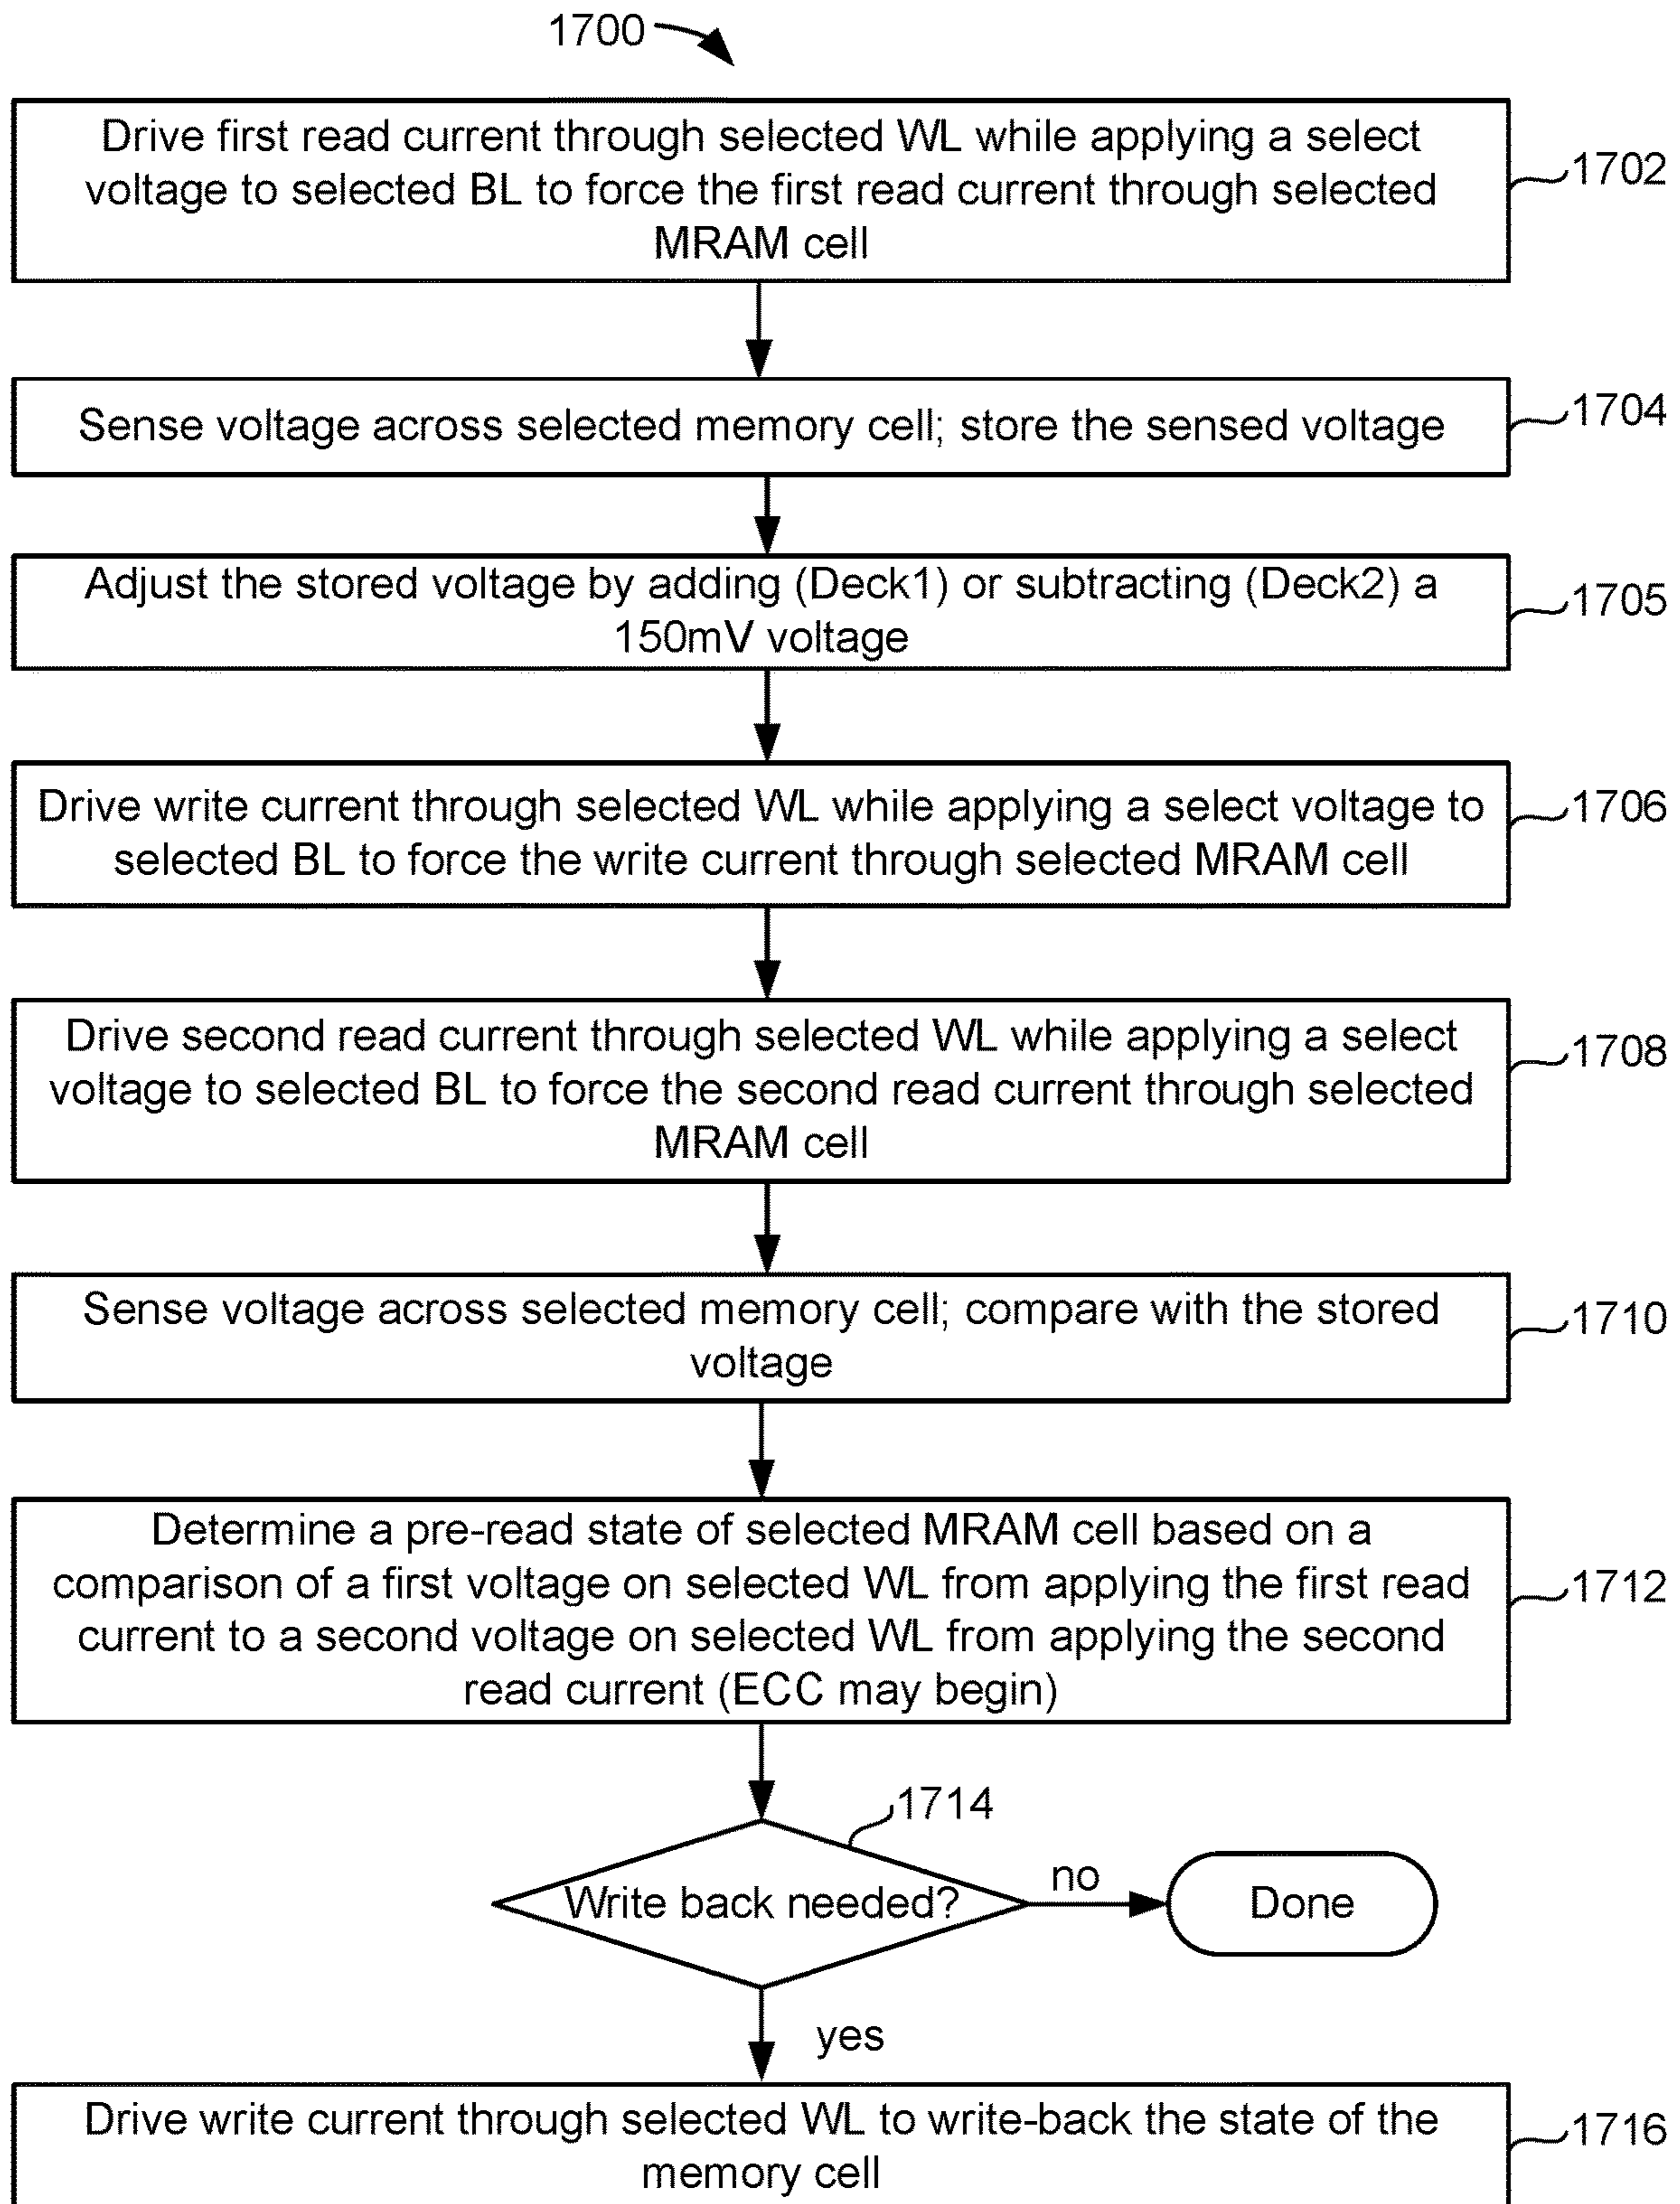 1700
Drive first read current through selected WL while applying a select
voltage to selected BL to force the first read current through selected
MRAM cell
1702
Sense voltage across selected memory cell; store the sensed voltage
1704
Adjust the stored voltage by adding (Deck1) or subtracting (Deck2) a
150mV voltage
1705
Drive write current through selected WL while applying a select voltage to
selected BL to force the write current through selected MRAM cell
1706
Drive second read current through selected WL while applying a select
voltage to selected BL to force the second read current through selected
MRAM cell
1708
Sense voltage across selected memory cell; compare with the stored
voltage
1710
Determine a pre-read state of selected MRAM cell based on a
comparison of a first voltage on selected WL from applying the first read
current to a second voltage on selected WL from applying the second
read current (ECC may begin)
1712
1714
Write back needed?
no
Done
yes
Drive write current through selected WL to write-back the state of the
memory cell
1716